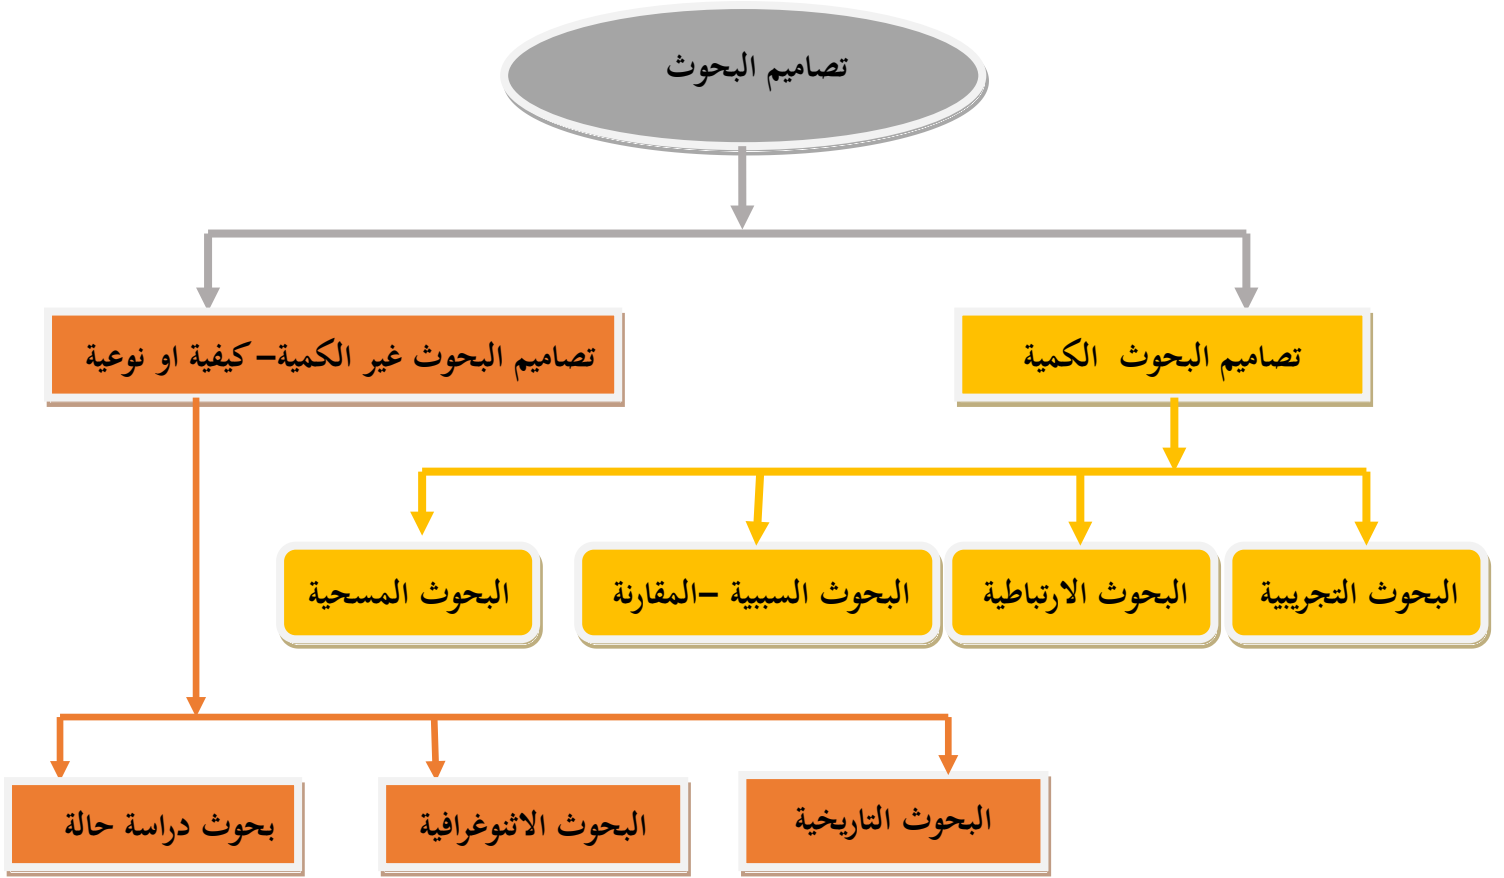 تصاميم البحوث
تصاميم البحوث الكمية
تصاميم البحوث غير الكمية– كيفية او نوعية
البحوث التجريبية
البحوث الارتباطية
البحوث السببية –المقارنة
البحوث المسحية
البحوث التاريخية
البحوث الاثنوغرافية
بحوث دراسة حالة